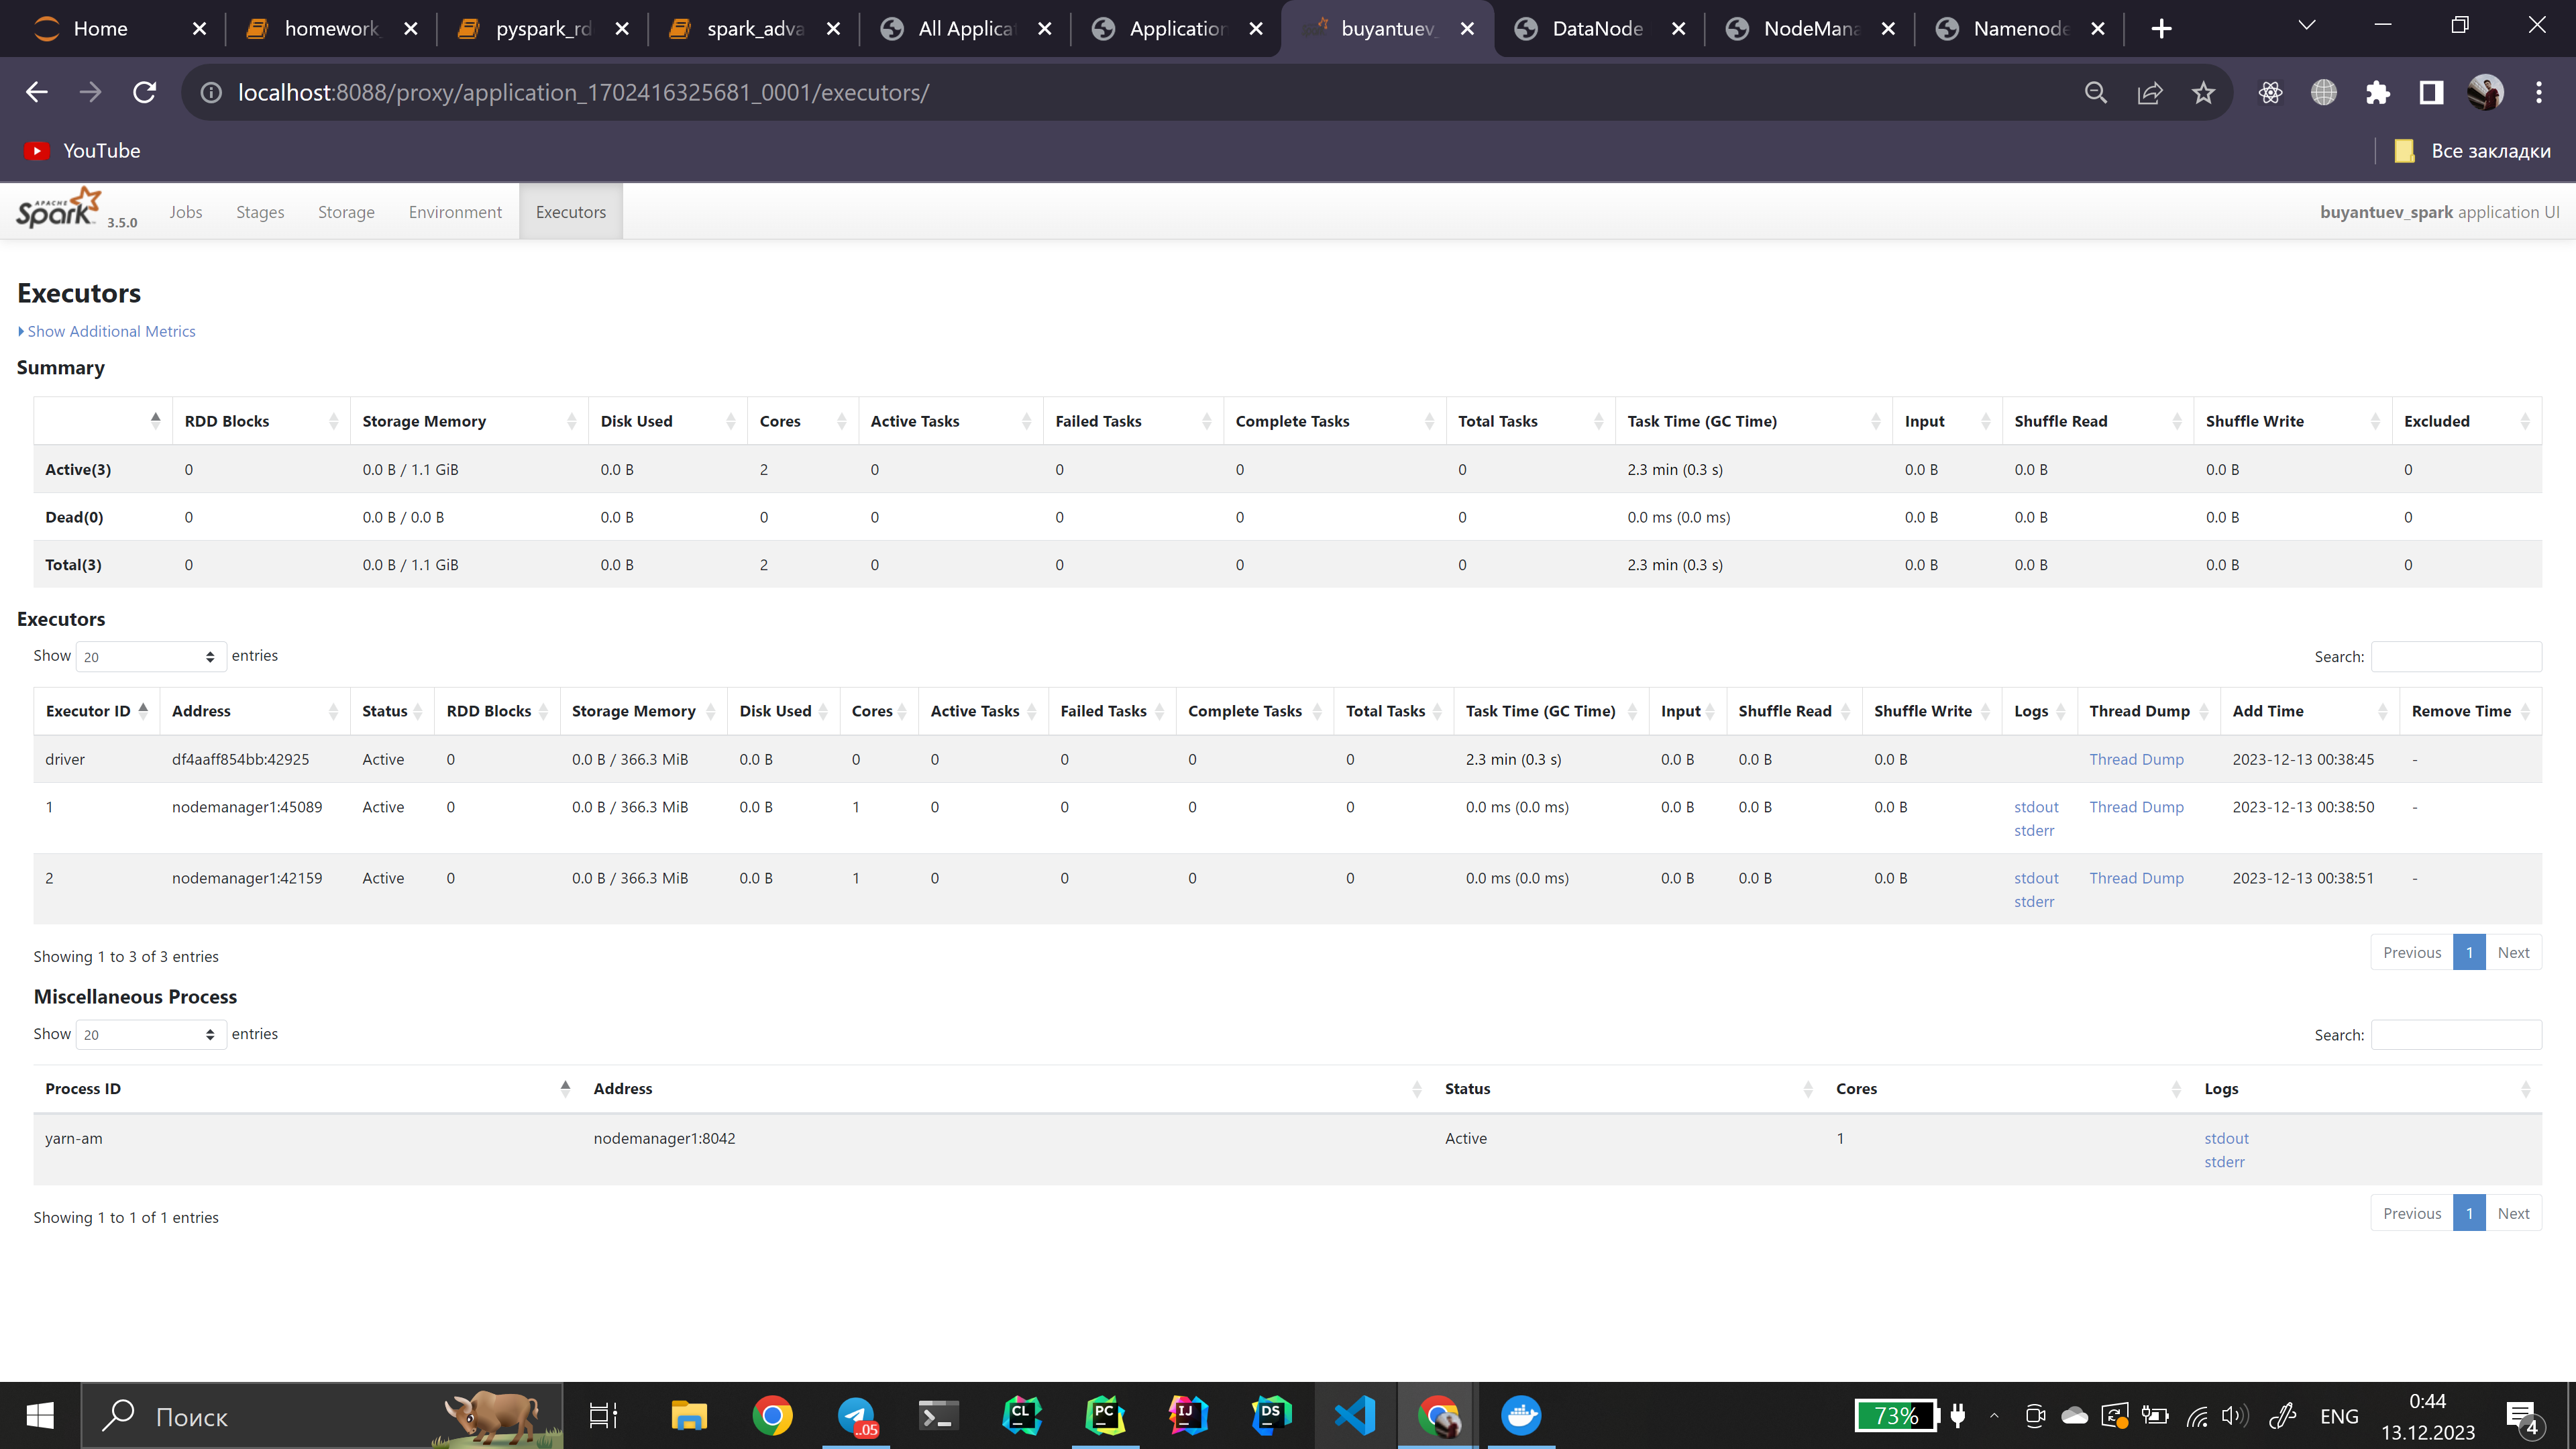 Home
homework_
pyspark_rd
spark_adva
All Applicat
Application
buyantuev_
DataNode
NodeMana
Namenode
localhost:8088/proxy/application_1702416325681_0001/executors/
YouTube
Все закладки
APACHE Spark 3.5.0 Jobs Stages Storage Environment Executors buyantuev_spark application UI
Executors
Show Additional Metrics
Summary
RDD Blocks Storage Memory Disk Used Cores Active Tasks Failed Tasks Complete Tasks Total Tasks Task Time (GC Time) Input Shuffle Read Shuffle Write Excluded
Active(3) 0 0.0 B / 1.1 GiB 0.0 B 2 0 0 0 0 2.3 min (0.3 s) 0.0 B 0.0 B 0.0 B 0
Dead(0) 0 0.0 B / 0.0 B 0.0 B 0 0 0 0 0 0.0 ms (0.0 ms) 0.0 B 0.0 B 0.0 B 0
Total(3) 0 0.0 B / 1.1 GiB 0.0 B 2 0 0 0 0 2.3 min (0.3 s) 0.0 B 0.0 B 0.0 B 0
Executors
Show 20 entries Search:
Executor ID Address Status RDD Blocks Storage Memory Disk Used Cores Active Tasks Failed Tasks Complete Tasks Total Tasks Task Time (GC Time) Input Shuffle Read Shuffle Write Logs Thread Dump Add Time Remove Time
driver df4aaff854bb:42925 Active 0 0.0 B / 366.3 MiB 0.0 B 0 0 0 0 0 2.3 min (0.3 s) 0.0 B 0.0 B 0.0 B Thread Dump 2023-12-13 00:38:45 -
1 nodemanager1:45089 Active 0 0.0 B / 366.3 MiB 0.0 B 1 0 0 0 0 0.0 ms (0.0 ms) 0.0 B 0.0 B 0.0 B stdout Thread Dump 2023-12-13 00:38:50 -
stderr
2 nodemanager1:42159 Active 0 0.0 B / 366.3 MiB 0.0 B 1 0 0 0 0 0.0 ms (0.0 ms) 0.0 B 0.0 B 0.0 B stdout Thread Dump 2023-12-13 00:38:51 -
stderr
Showing 1 to 3 of 3 entries Previous 1 Next
Miscellaneous Process
Show 20 entries Search:
Process ID Address Status Cores Logs
yarn-am nodemanager1:8042 Active 1 stdout
stderr
Showing 1 to 1 of 1 entries Previous 1 Next
Поиск
..05
CL
PC
IJ
DS
73%
ENG
0:44
13.12.2023
4